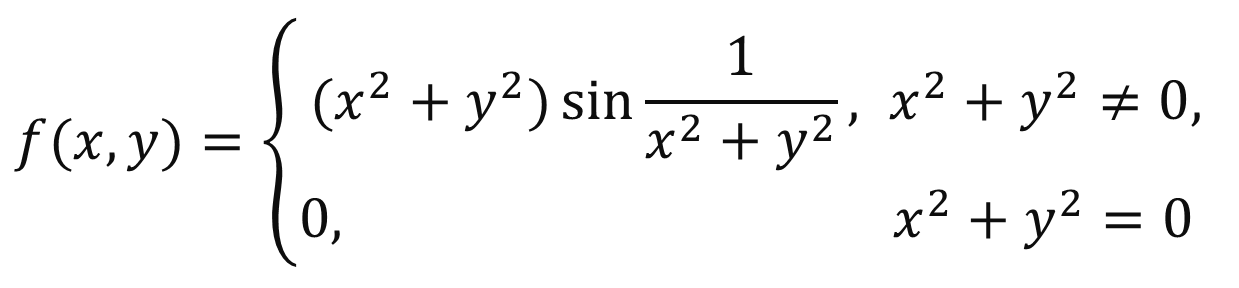 f(x, y) = { (x² + y²) sin 1/(x² + y²), x² + y² ≠ 0,
0, x² + y² = 0